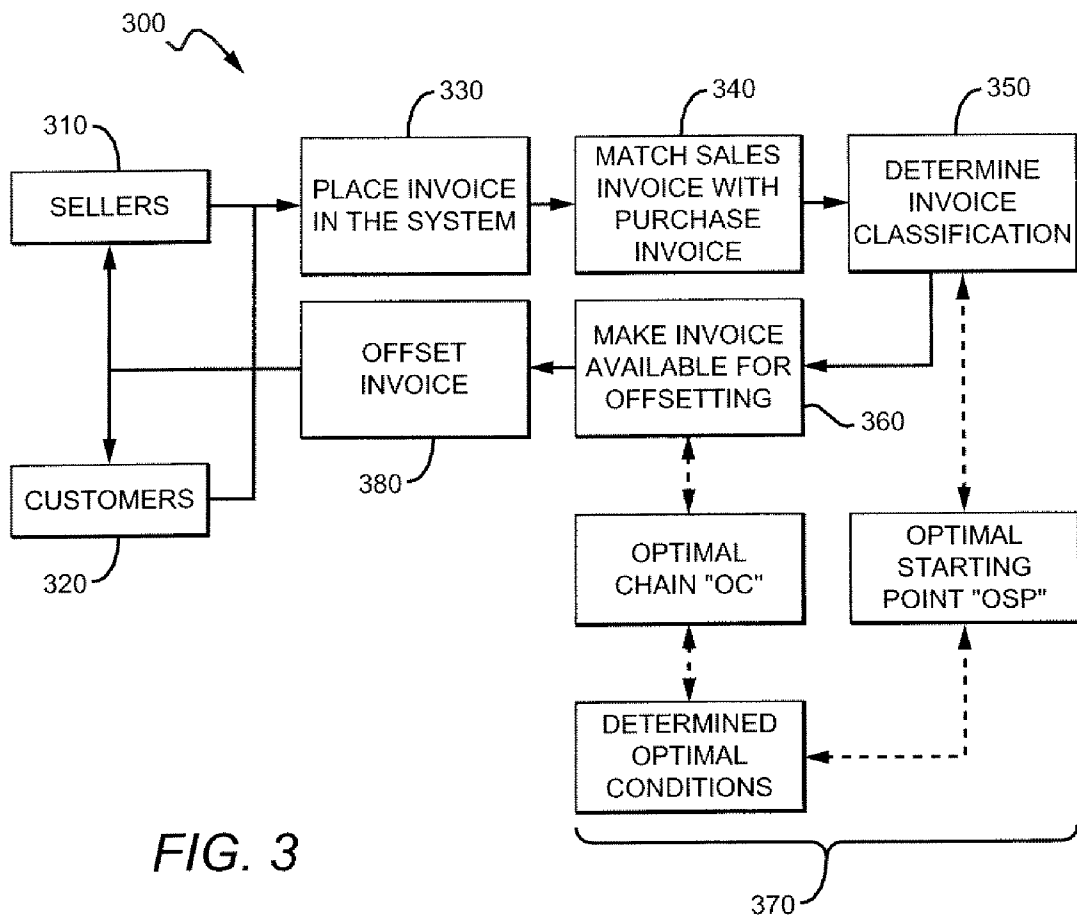 300
310
330
340
350
SELLERS
PLACE INVOICE
IN THE SYSTEM
MATCH SALES
INVOICE WITH
PURCHASE
INVOICE
DETERMINE
INVOICE
CLASSIFICATION
OFFSET
INVOICE
MAKE INVOICE
AVAILABLE FOR
OFFSETTING
360
CUSTOMERS
380
320
OPTIMAL
CHAIN "OC"
OPTIMAL
STARTING
POINT "OSP"
DETERMINED
OPTIMAL
CONDITIONS
FIG. 3
370